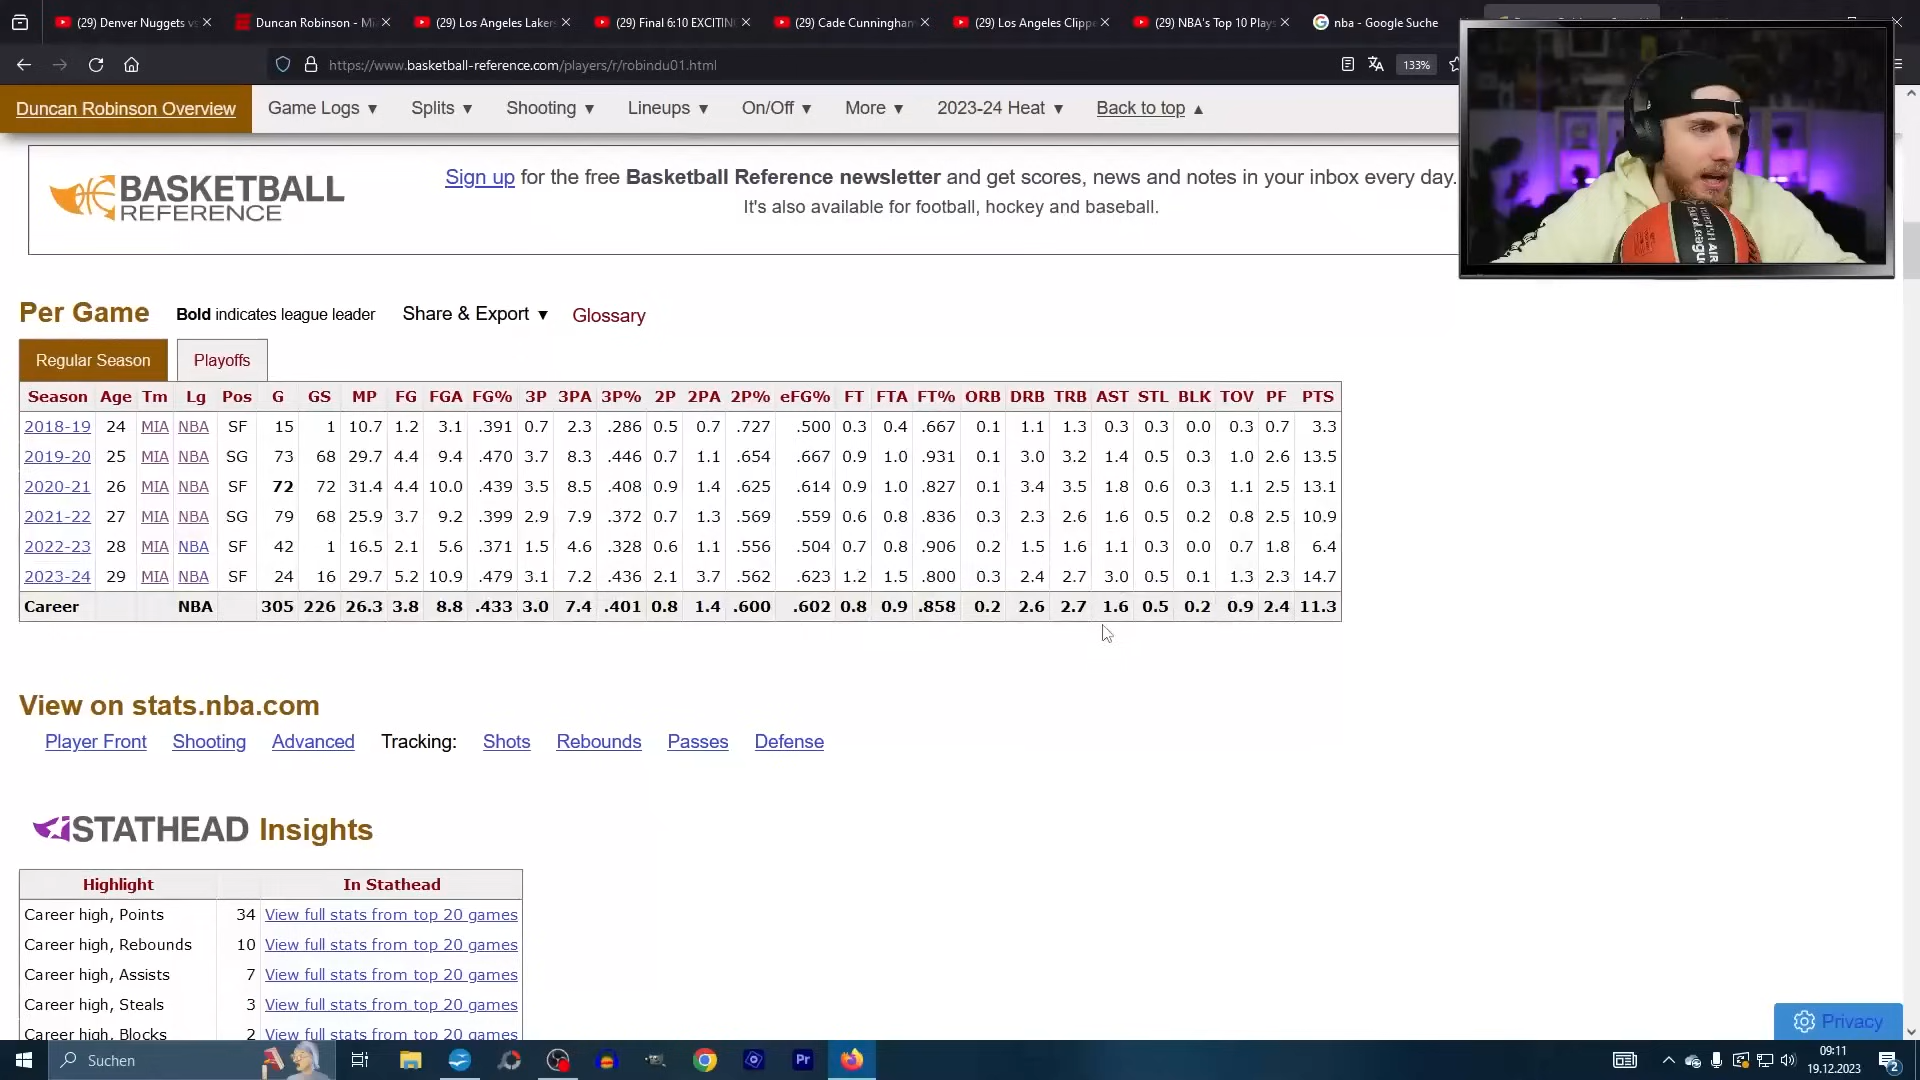 (29) Denver Nuggets vs
Duncan Robinson - Mi
(29) Los Angeles Laker
(29) Final 6:10 EXCITIN
(29) Cade Cunningham
(29) Los Angeles Clippe
(29) NBA's Top 10 Plays
nba - Google Suche
https://www.basketball-reference.com/players/r/robindu01.html
133%
Duncan Robinson Overview
Game Logs ▼
Splits ▼
Shooting ▼
Lineups ▼
On/Off ▼
More ▼
2023-24 Heat ▼
Back to top ▲
BASKETBALL
REFERENCE
Sign up for the free Basketball Reference newsletter and get scores, news and notes in your inbox every day.
It's also available for football, hockey and baseball.
Per Game Bold indicates league leader Share & Export ▼ Glossary
Regular Season Playoffs
Season Age Tm Lg Pos G GS MP FG FGA FG% 3P 3PA 3P% 2P 2PA 2P% eFG% FT FTA FT% ORB DRB TRB AST STL BLK TOV PF PTS
2018-19 24 MIA NBA SF 15 1 10.7 1.2 3.1 .391 0.7 2.3 .286 0.5 0.7 .727 .500 0.3 0.4 .667 0.1 1.1 1.3 0.3 0.3 0.0 0.3 0.7 3.3
2019-20 25 MIA NBA SG 73 68 29.7 4.4 9.4 .470 3.7 8.3 .446 0.7 1.1 .654 .667 0.9 1.0 .931 0.1 3.0 3.2 1.4 0.5 0.3 1.0 2.6 13.5
2020-21 26 MIA NBA SF 72 72 31.4 4.4 10.0 .439 3.5 8.5 .408 0.9 1.4 .625 .614 0.9 1.0 .827 0.1 3.4 3.5 1.8 0.6 0.3 1.1 2.5 13.1
2021-22 27 MIA NBA SG 79 68 25.9 3.7 9.2 .399 2.9 7.9 .372 0.7 1.3 .569 .559 0.6 0.8 .836 0.3 2.3 2.6 1.6 0.5 0.2 0.8 2.5 10.9
2022-23 28 MIA NBA SF 42 1 16.5 2.1 5.6 .371 1.5 4.6 .328 0.6 1.1 .556 .504 0.7 0.8 .906 0.2 1.5 1.6 1.1 0.3 0.0 0.7 1.8 6.4
2023-24 29 MIA NBA SF 24 16 29.7 5.2 10.9 .479 3.1 7.2 .436 2.1 3.7 .562 .623 1.2 1.5 .800 0.3 2.4 2.7 3.0 0.5 0.1 1.3 2.3 14.7
Career NBA 305 226 26.3 3.8 8.8 .433 3.0 7.4 .401 0.8 1.4 .600 .602 0.8 0.9 .858 0.2 2.6 2.7 1.6 0.5 0.2 0.9 2.4 11.3
View on stats.nba.com
Player Front Shooting Advanced Tracking: Shots Rebounds Passes Defense
STATHEAD Insights
Highlight In Stathead
Career high, Points 34 View full stats from top 20 games
Career high, Rebounds 10 View full stats from top 20 games
Career high, Assists 7 View full stats from top 20 games
Career high, Steals 3 View full stats from top 20 games
Career high, Blocks 2 View full stats from top 20 games
Privacy
Suchen
Pr
09:11
19.12.2023
2